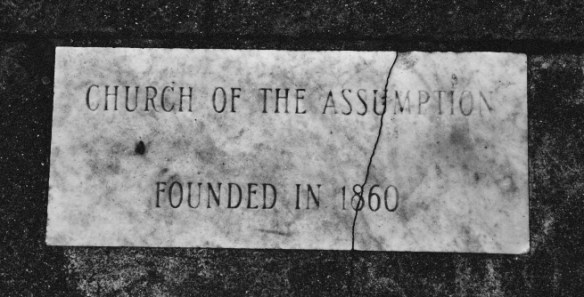 CHURCH OF THE ASSUMPTION
FOUNDED IN 1860